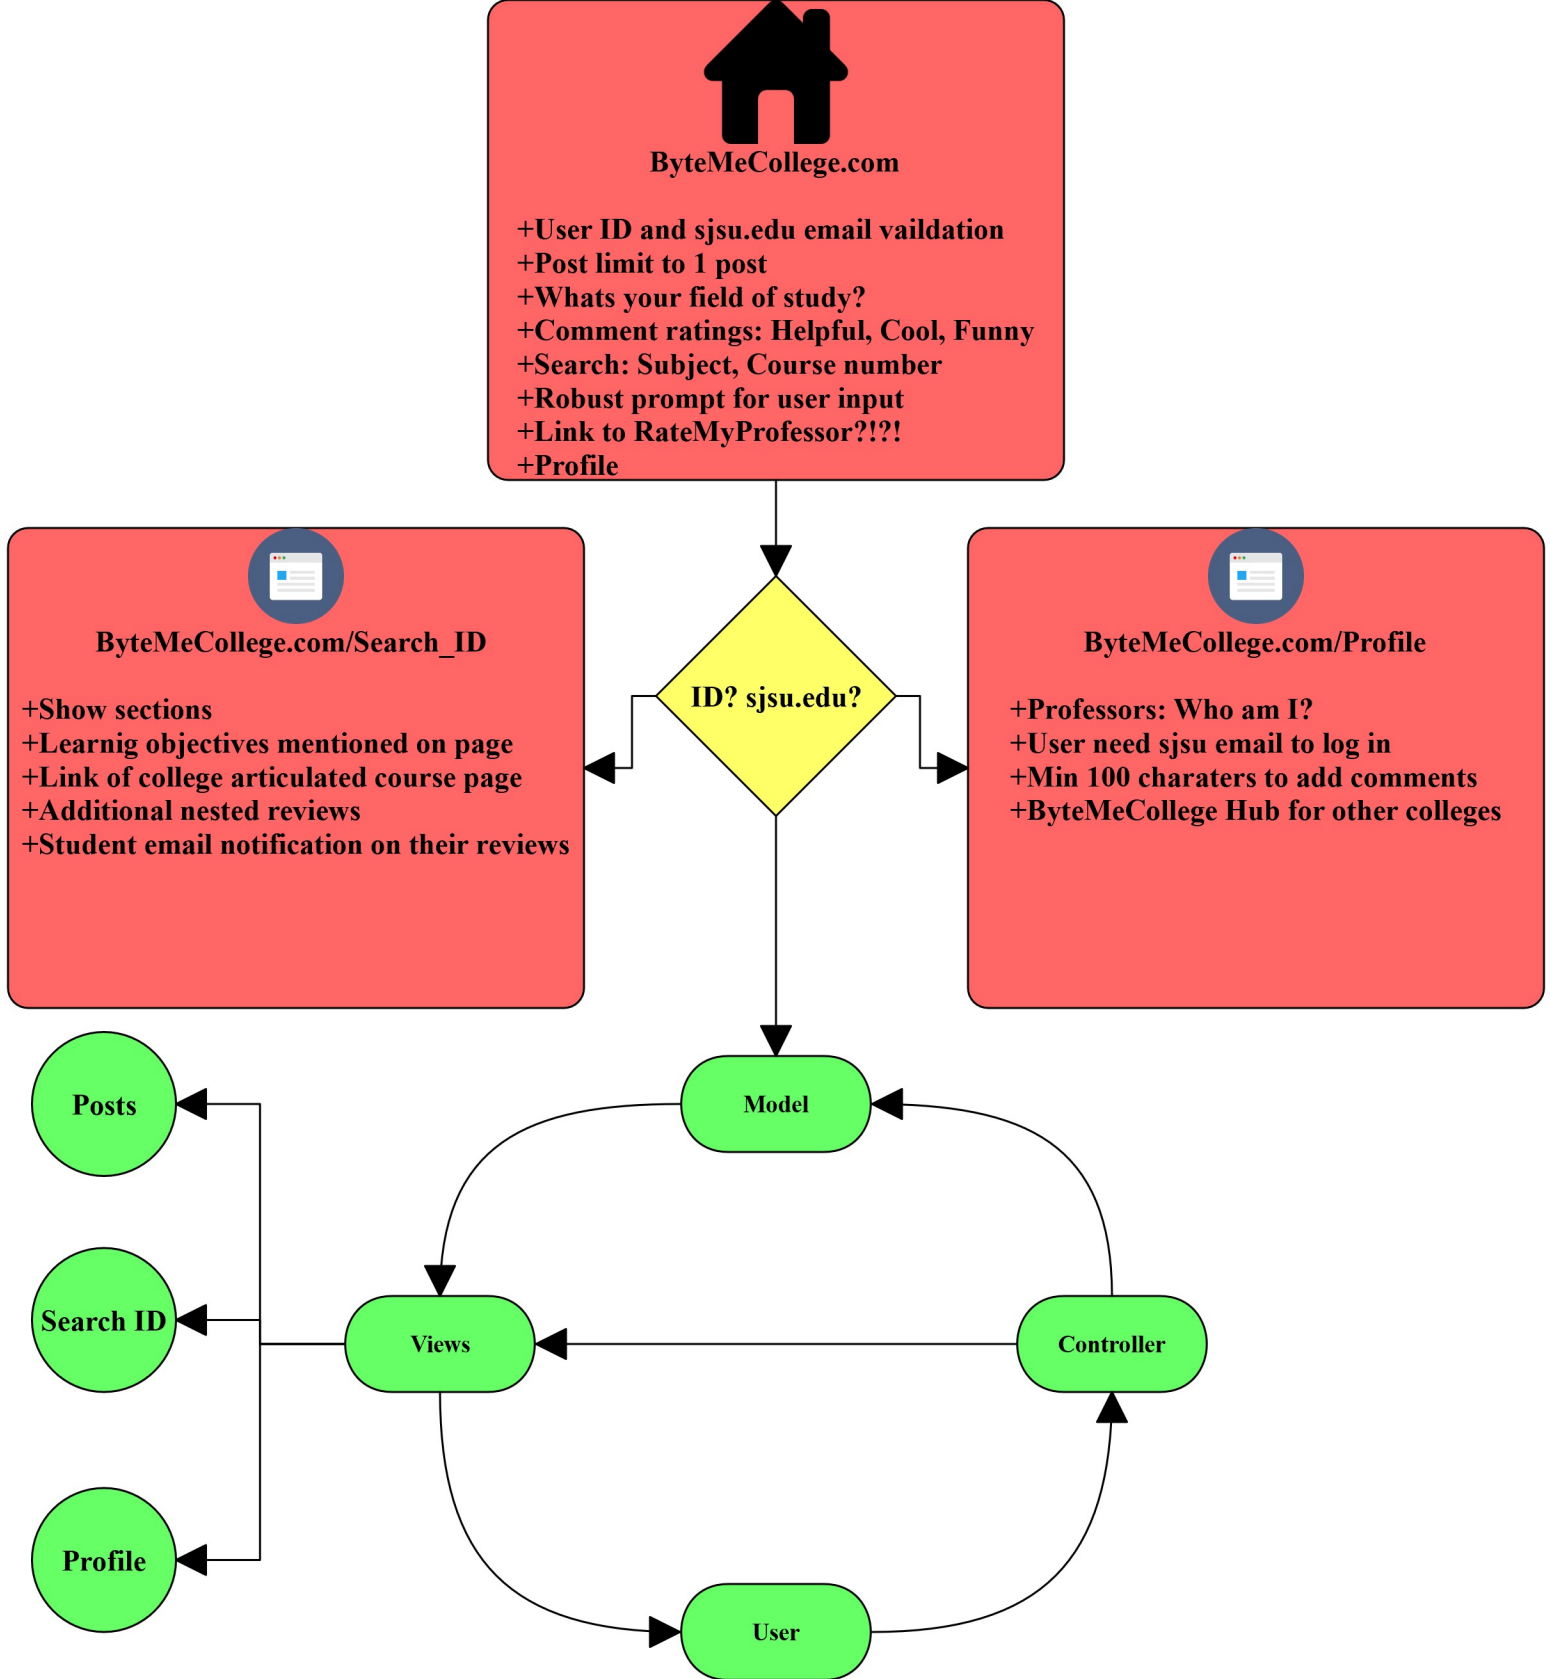 ByteMeCollege.com
+User ID and sjsu.edu email vaildation
+Post limit to 1 post
+Whats your field of study?
+Comment ratings: Helpful, Cool, Funny
+Search: Subject, Course number
+Robust prompt for user input
+Link to RateMyProfessor?!?!
+Profile
ByteMeCollege.com/Search_ID
+Show sections
+Learnig objectives mentioned on page
+Link of college articulated course page
+Additional nested reviews
+Student email notification on their reviews
ID? sjsu.edu?
ByteMeCollege.com/Profile
+Professors: Who am I?
+User need sjsu email to log in
+Min 100 charaters to add comments
+ByteMeCollege Hub for other colleges
Posts
Model
Search ID
Views
Controller
Profile
User